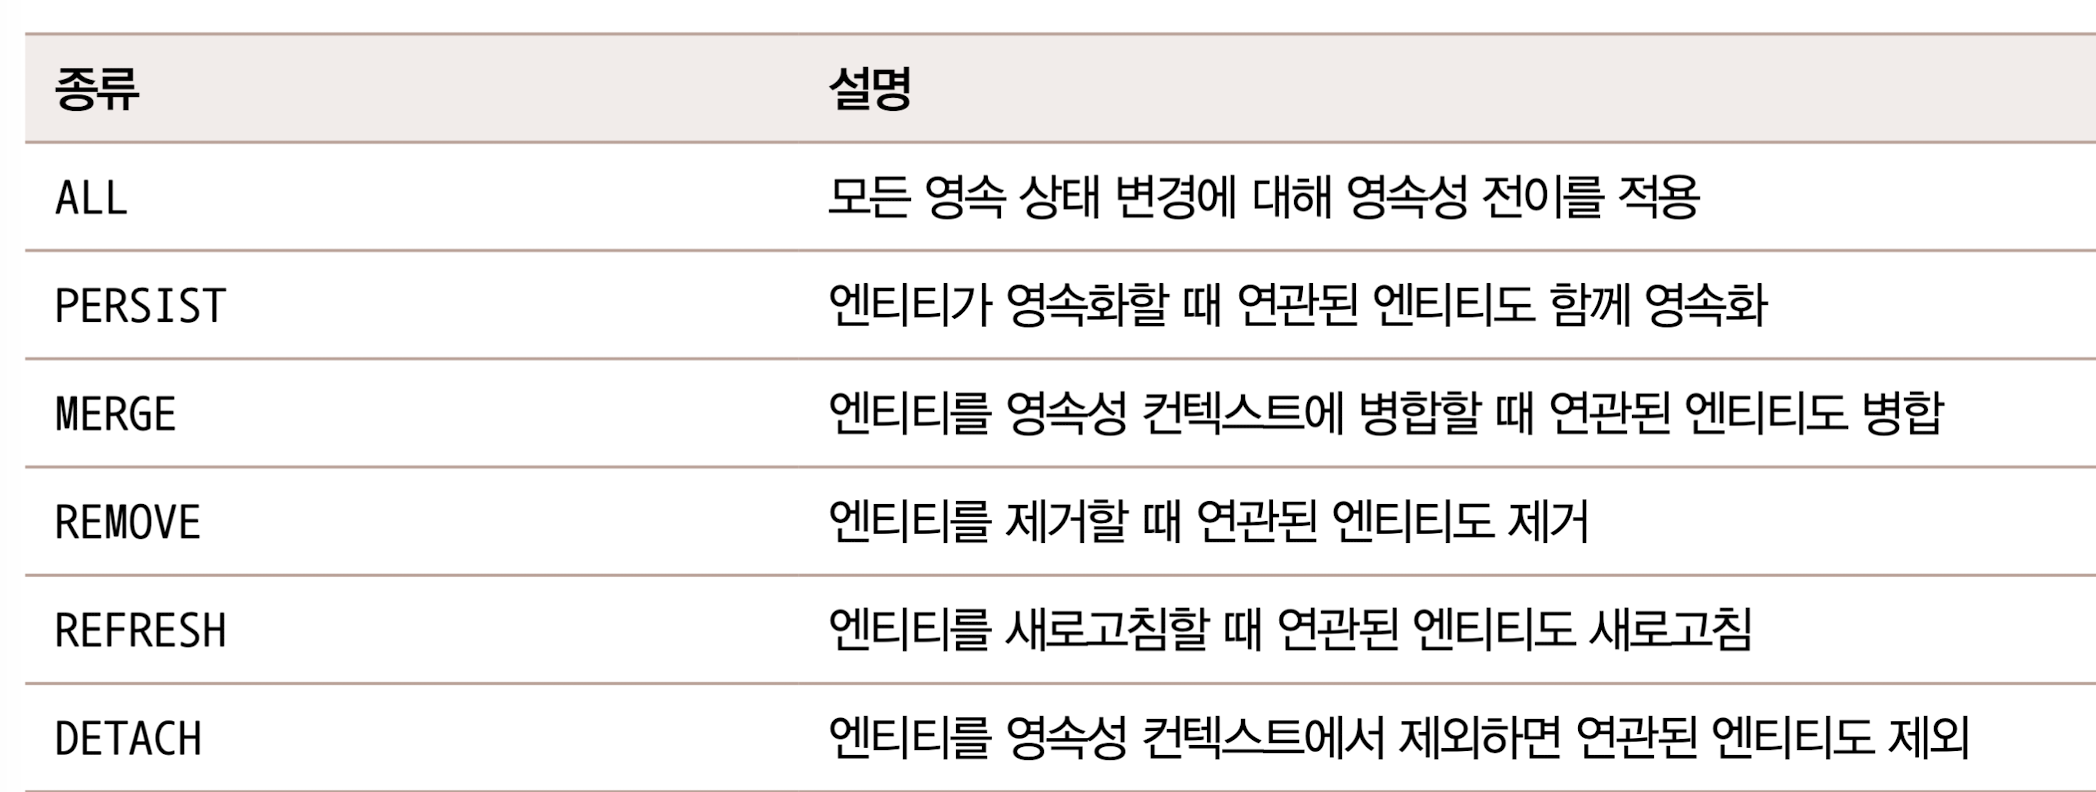 종류 설명
ALL 모든 영속 상태 변경에 대해 영속성 전이를 적용
PERSIST 엔티티가 영속화할 때 연관된 엔티티도 함께 영속화
MERGE 엔티티를 영속성 컨텍스트에 병합할 때 연관된 엔티티도 병합
REMOVE 엔티티를 제거할 때 연관된 엔티티도 제거
REFRESH 엔티티를 새로고침할 때 연관된 엔티티도 새로고침
DETACH 엔티티를 영속성 컨텍스트에서 제외하면 연관된 엔티티도 제외